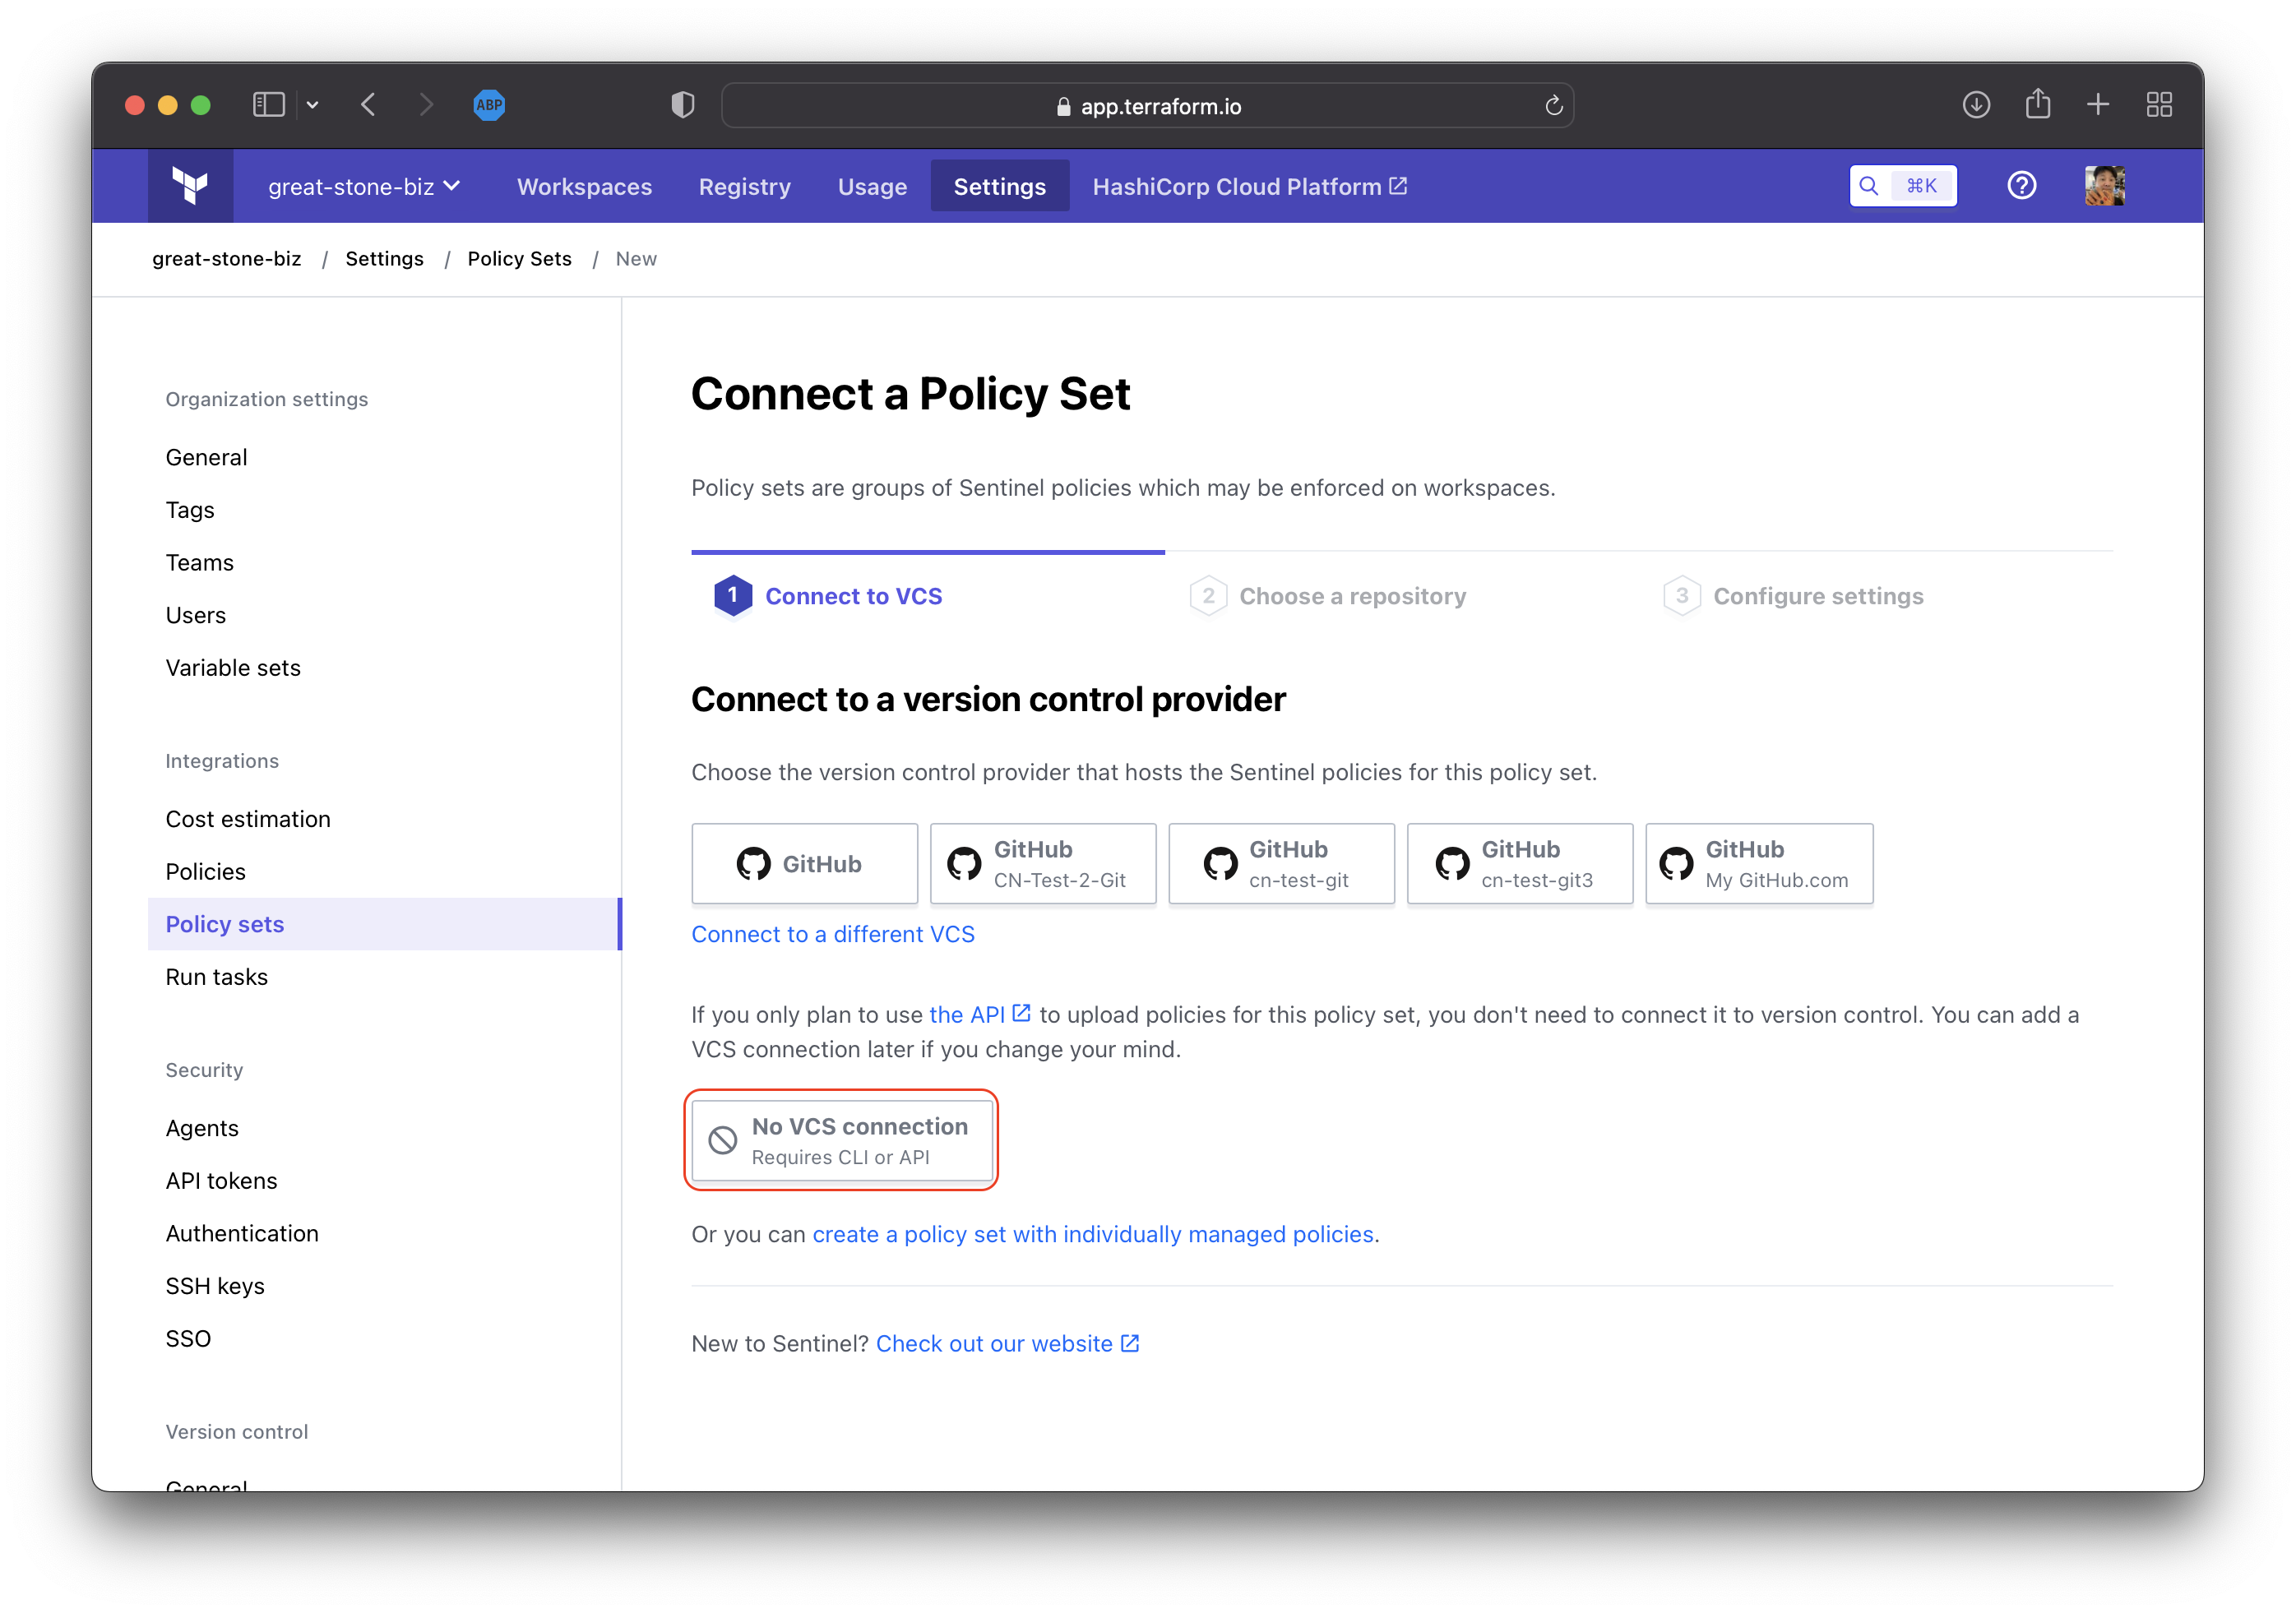 ABP
app.terraform.io
great-stone-biz
Workspaces
Registry
Usage
Settings
HashiCorp Cloud Platform
⌘K
great-stone-biz / Settings / Policy Sets / New
Organization settings
General
Tags
Teams
Users
Variable sets
Integrations
Cost estimation
Policies
Policy sets
Run tasks
Security
Agents
API tokens
Authentication
SSH keys
SSO
Version control
General
Connect a Policy Set
Policy sets are groups of Sentinel policies which may be enforced on workspaces.
1 Connect to VCS
2 Choose a repository
3 Configure settings
Connect to a version control provider
Choose the version control provider that hosts the Sentinel policies for this policy set.
GitHub
GitHub
CN-Test-2-Git
GitHub
cn-test-git
GitHub
cn-test-git3
GitHub
My GitHub.com
Connect to a different VCS
If you only plan to use the API to upload policies for this policy set, you don't need to connect it to version control. You can add a
VCS connection later if you change your mind.
No VCS connection
Requires CLI or API
Or you can create a policy set with individually managed policies.
New to Sentinel? Check out our website